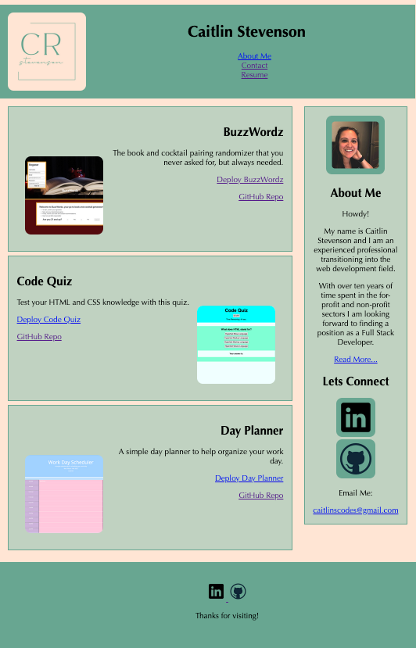 CR
stevenson
Caitlin Stevenson
About Me
Contact
Resume
BuzzWordz
The book and cocktail pairing randomizer that you
never asked for, but always needed.
Deploy BuzzWordz
GitHub Repo
Code Quiz
Test your HTML and CSS knowledge with this quiz.
Deploy Code Quiz
GitHub Repo
Code Quiz
Day Planner
A simple day planner to help organize your work
day.
Deploy Day Planner
GitHub Repo
Work Day Scheduler
About Me
Howdy!
My name is Caitlin
Stevenson and I am an
experienced professional
transitioning into the
web development field.
With over ten years of
time spent in the for-
profit and non-profit
sectors I am looking
forward to finding a
position as a Full Stack
Developer.
Read More...
Lets Connect
in
Email Me:
caitlinscodes@gmail.com
in
Thanks for visiting!